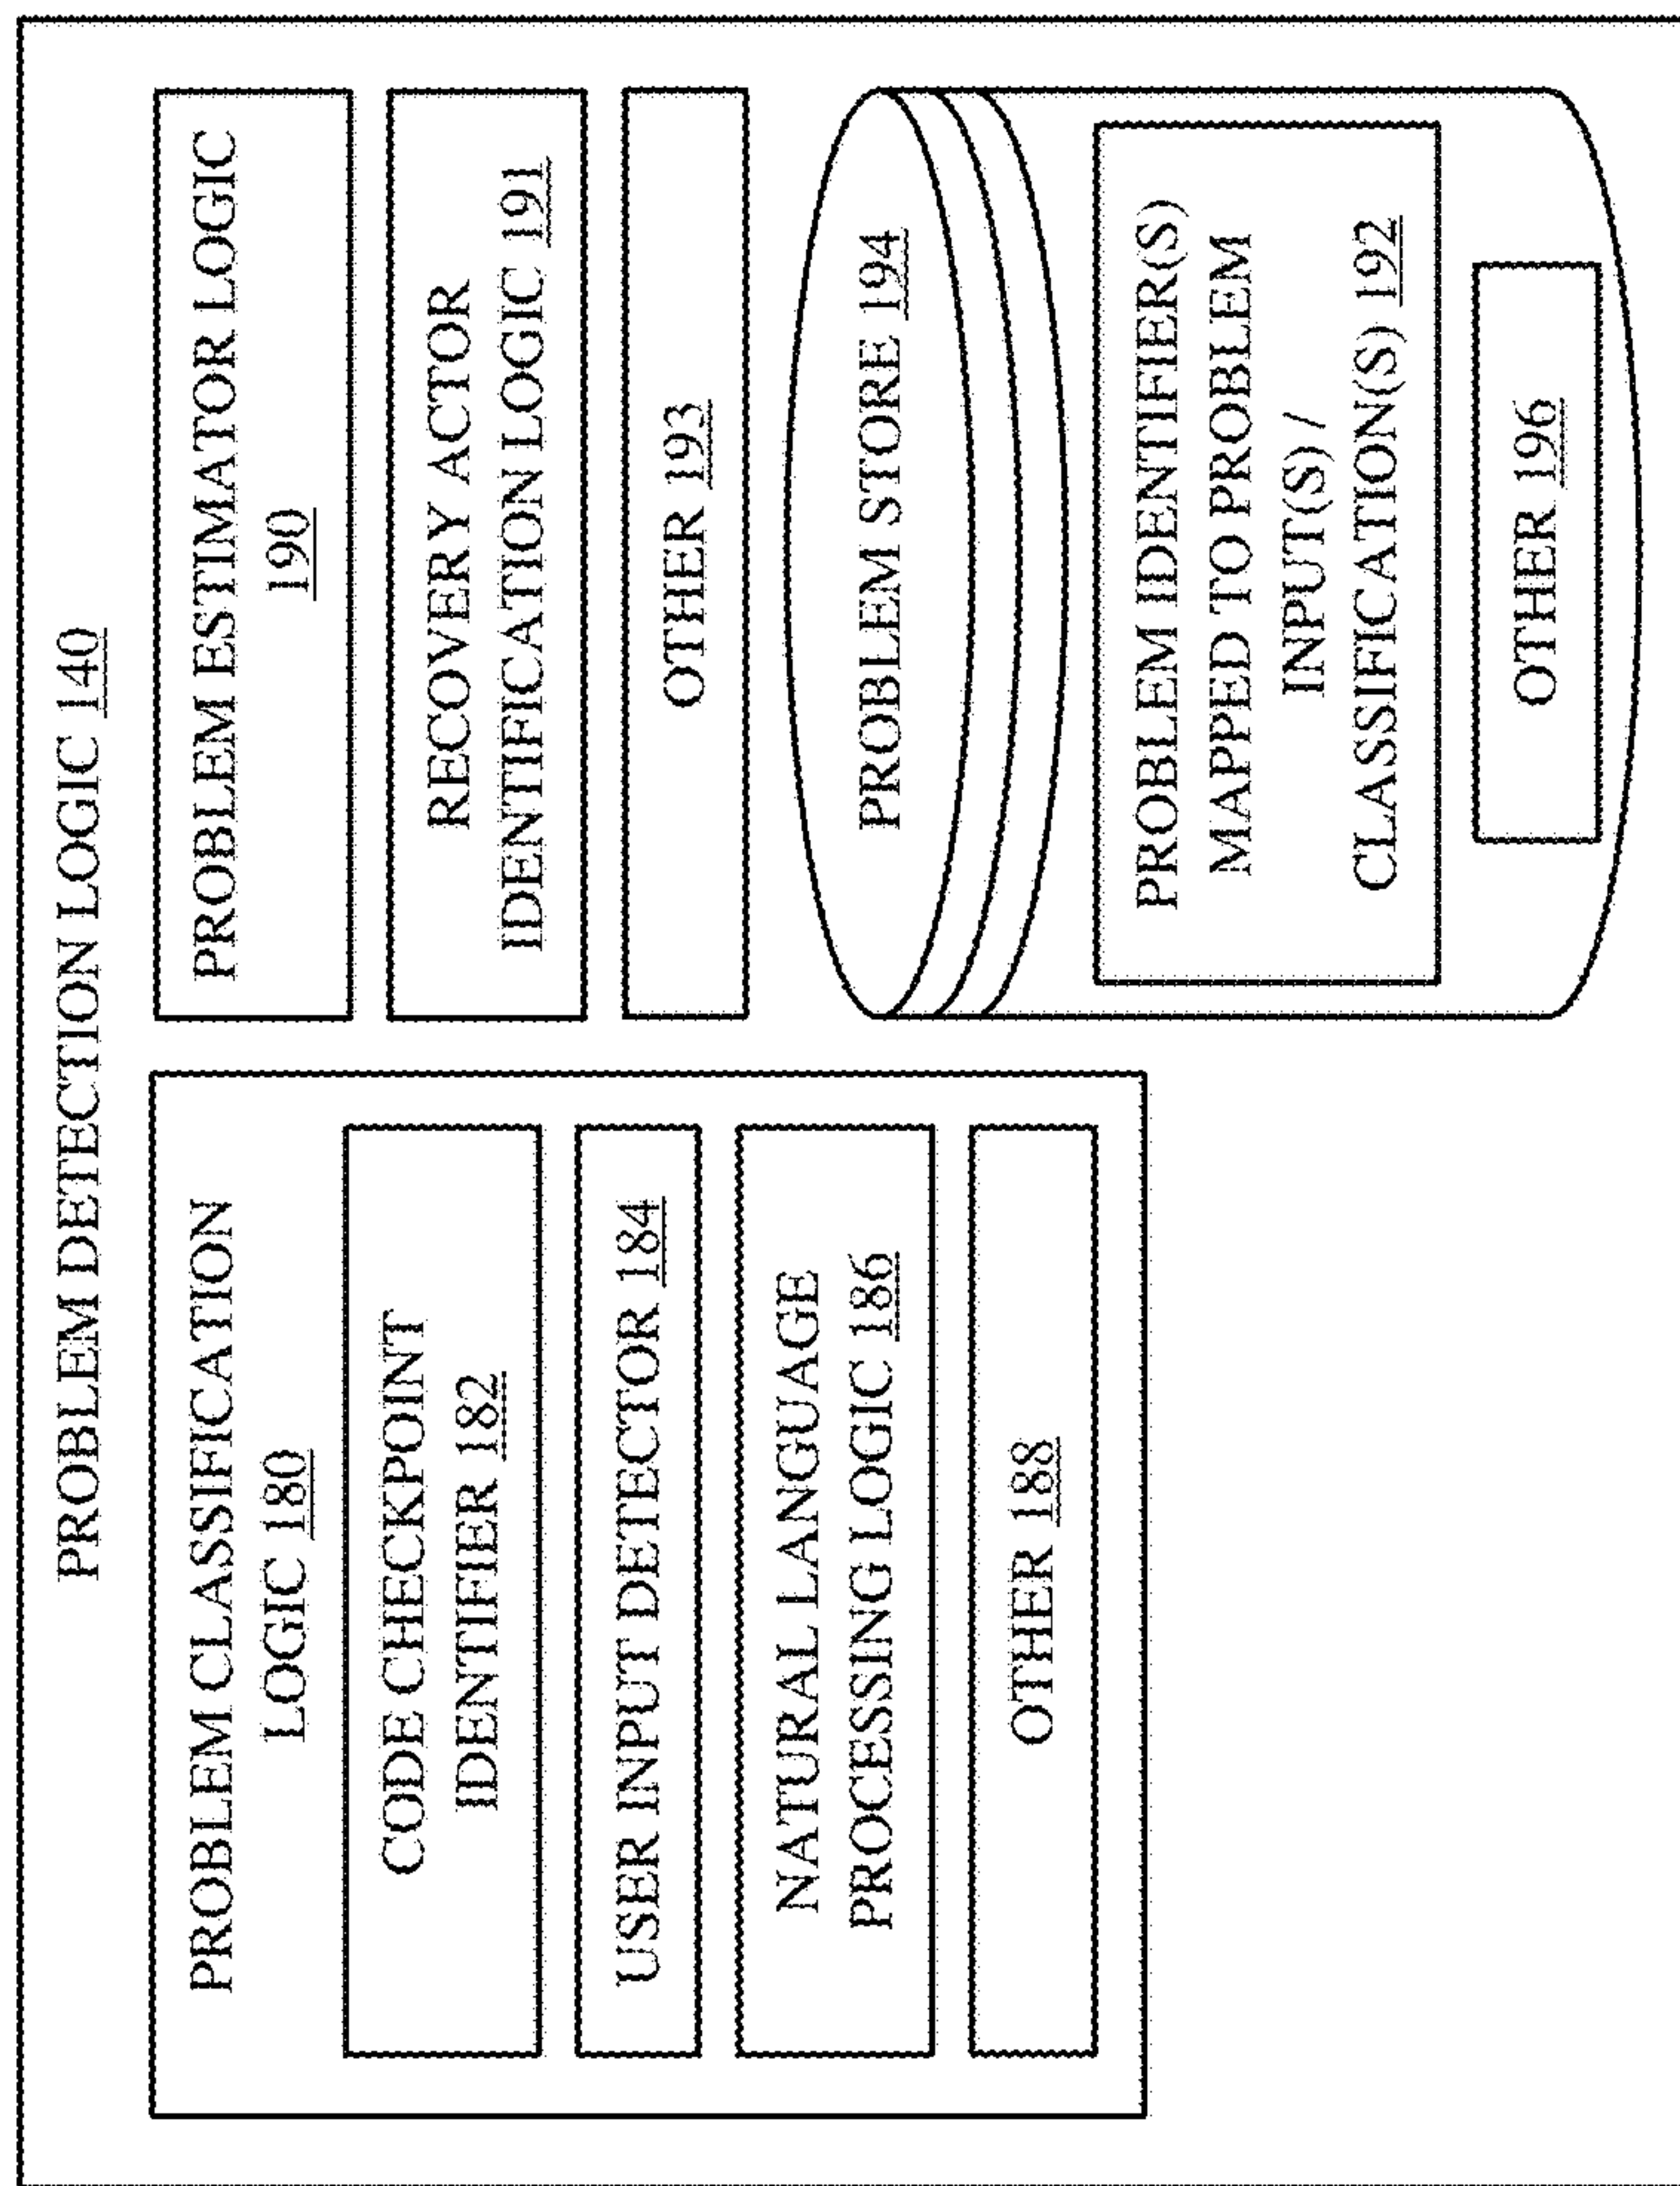 PROBLEM DETECTION LOGIC 140
PROBLEM CLASSIFICATION
LOGIC 180
CODE CHECKPOINT
IDENTIFIER 182
USER INPUT DETECTOR 184
NATURAL LANGUAGE
PROCESSING LOGIC 186
OTHER 188
PROBLEM ESTIMATOR LOGIC
190
RECOVERY ACTOR
IDENTIFICATION LOGIC 191
OTHER 193
PROBLEM STORE 194
PROBLEM IDENTIFIER(S)
MAPPED TO PROBLEM
INPUT(S) /
CLASSIFICATION(S) 192
OTHER 196